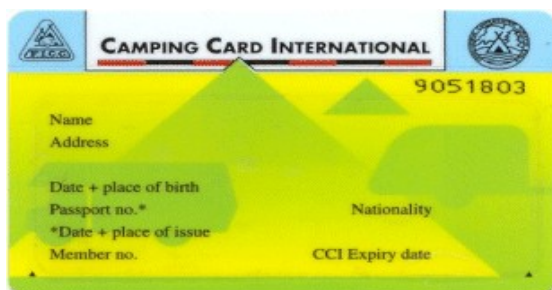 F.I.C.C.
CAMPING CARD INTERNATIONAL
9051803
Name
Address
Date + place of birth
Passport no.* Nationality
*Date + place of issue
Member no. CCI Expiry date